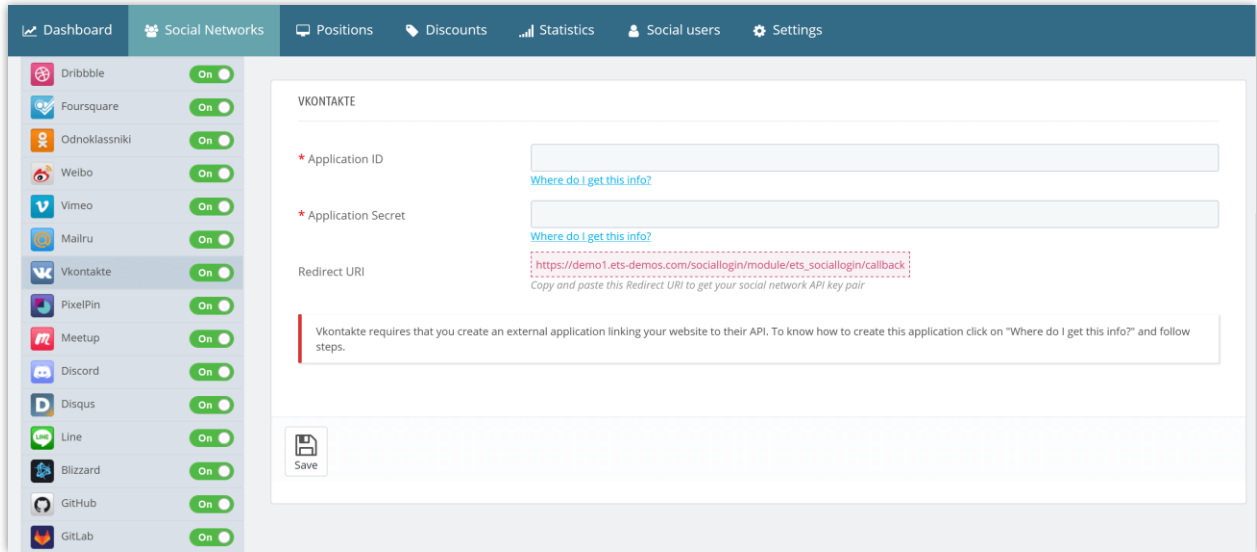 Dashboard
Social Networks
Positions
Discounts
Statistics
Social users
Settings
Dribbble On
Foursquare On
Odnoklassniki On
Weibo On
Vimeo On
Mailru On
Vkontakte On
PixelPin On
Meetup On
Discord On
Disqus On
LINE Line On
Blizzard On
GitHub On
GitLab On
VKONTAKTE
* Application ID
Where do I get this info?
* Application Secret
Where do I get this info?
Redirect URI
https://demo1.ets-demos.com/sociallogin/module/ets_sociallogin/callback
Copy and paste this Redirect URI to get your social network API key pair
Vkontakte requires that you create an external application linking your website to their API. To know how to create this application click on "Where do I get this info?" and follow
steps.
Save